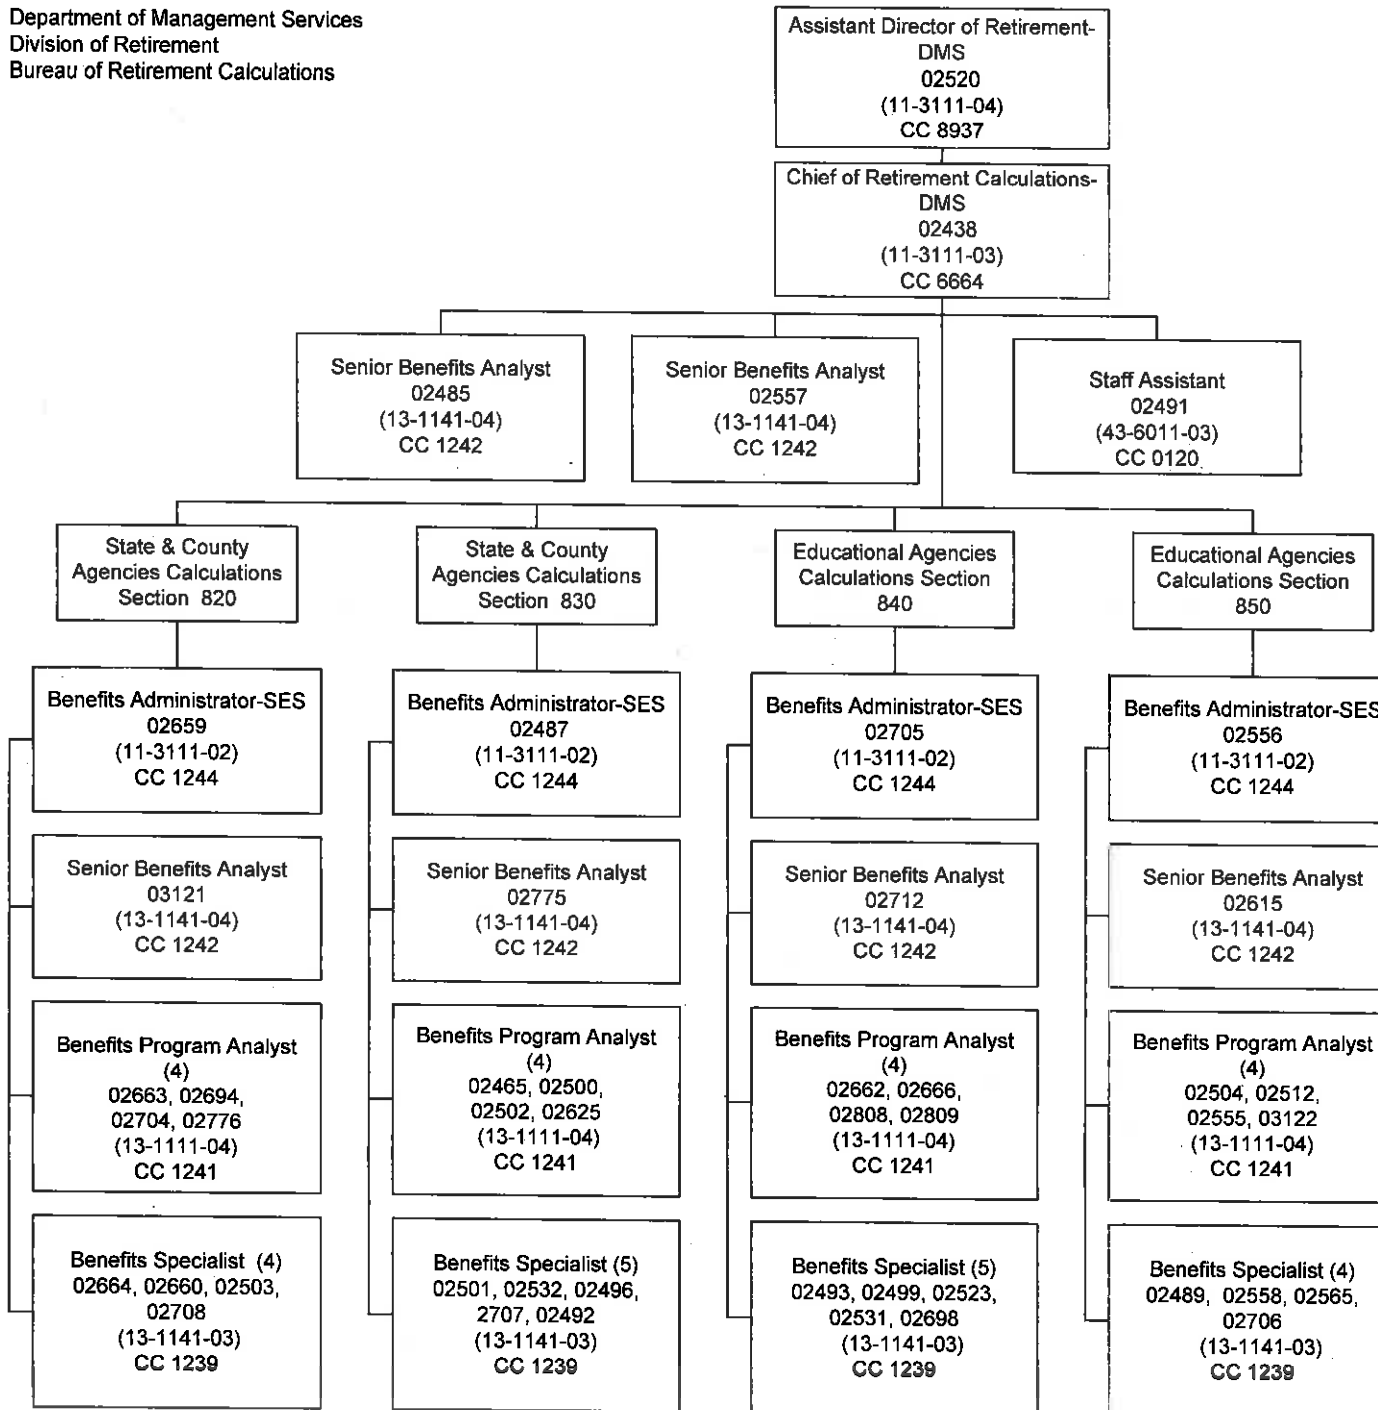 Department of Management Services
Division of Retirement
Bureau of Retirement Calculations
Assistant Director of Retirement-
DMS
02520
(11-3111-04)
CC 8937
Chief of Retirement Calculations-
DMS
02438
(11-3111-03)
CC 6664
Senior Benefits Analyst
02485
(13-1141-04)
CC 1242
Senior Benefits Analyst
02557
(13-1141-04)
CC 1242
Staff Assistant
02491
(43-6011-03)
CC 0120
State & County
Agencies Calculations
Section 820
State & County
Agencies Calculations
Section 830
Educational Agencies
Calculations Section
840
Educational Agencies
Calculations Section
850
Benefits Administrator-SES
02659
(11-3111-02)
CC 1244
Benefits Administrator-SES
02487
(11-3111-02)
CC 1244
Benefits Administrator-SES
02705
(11-3111-02)
CC 1244
Benefits Administrator-SES
02556
(11-3111-02)
CC 1244
Senior Benefits Analyst
03121
(13-1141-04)
CC 1242
Senior Benefits Analyst
02775
(13-1141-04)
CC 1242
Senior Benefits Analyst
02712
(13-1141-04)
CC 1242
Senior Benefits Analyst
02615
(13-1141-04)
CC 1242
Benefits Program Analyst
(4)
02663, 02694,
02704, 02776
(13-1111-04)
CC 1241
Benefits Program Analyst
(4)
02465, 02500,
02502, 02625
(13-1111-04)
CC 1241
Benefits Program Analyst
(4)
02662, 02666,
02808, 02809
(13-1111-04)
CC 1241
Benefits Program Analyst
(4)
02504, 02512,
02555, 03122
(13-1111-04)
CC 1241
Benefits Specialist (4)
02664, 02660, 02503,
02708
(13-1141-03)
CC 1239
Benefits Specialist (5)
02501, 02532, 02496,
2707, 02492
(13-1141-03)
CC 1239
Benefits Specialist (5)
02493, 02499, 02523,
02531, 02698
(13-1141-03)
CC 1239
Benefits Specialist (4)
02489, 02558, 02565,
02706
(13-1141-03)
CC 1239